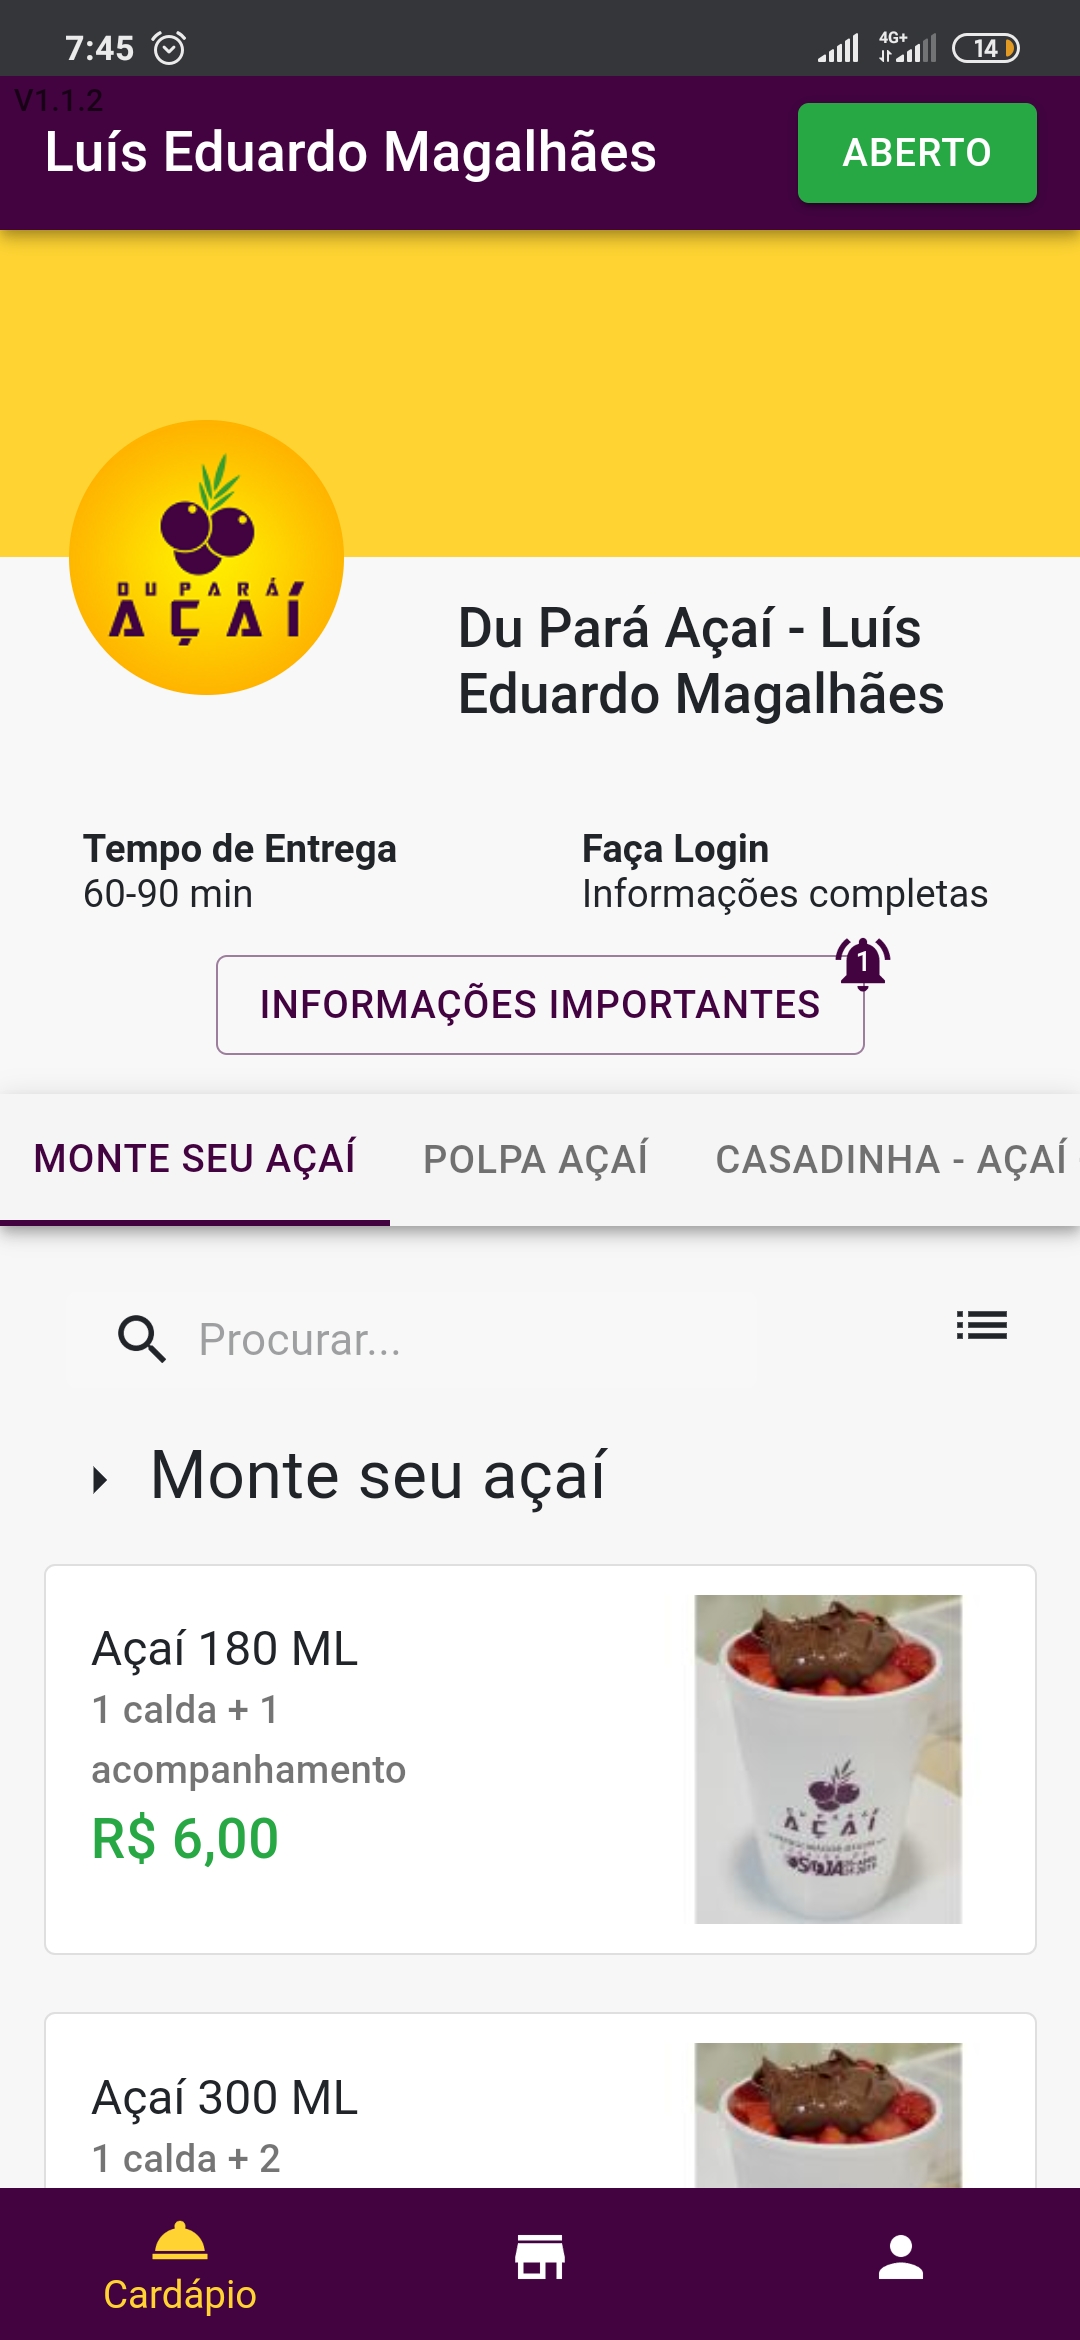 7:45
4G+
14
V1.1.2
Luís Eduardo Magalhães
ABERTO
DU PARÁ
AÇAÍ
Du Pará Açaí - Luís
Eduardo Magalhães
Tempo de Entrega
60-90 min
Faça Login
Informações completas
1
INFORMAÇÕES IMPORTANTES
MONTE SEU AÇAÍ
POLPA AÇAÍ
CASADINHA - AÇAÍ
Procurar...
Monte seu açaí
Açaí 180 ML
1 calda + 1
acompanhamento
R$ 6,00
AÇAÍ
Açaí 300 ML
1 calda + 2
Cardápio